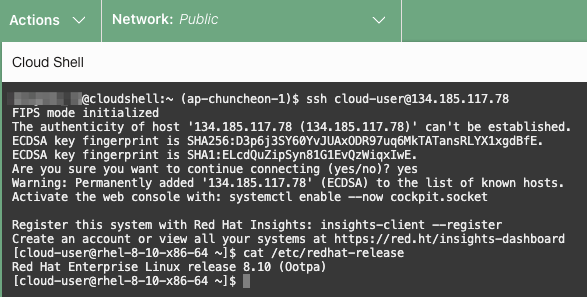 Actions
Network: Public
Cloud Shell
@cloudshell:~ (ap-chuncheon-1)$ ssh cloud-user@134.185.117.78
FIPS mode initialized
The authenticity of host '134.185.117.78 (134.185.117.78)' can't be established.
ECDSA key fingerprint is SHA256:D3p6j3SY60YvJUAxODR97uq6MkTATansRLYX1xgdBfE.
ECDSA key fingerprint is SHA1:ELcdQuZipSyn81G1EvQzWiqxIwE.
Are you sure you want to continue connecting (yes/no)? yes
Warning: Permanently added '134.185.117.78' (ECDSA) to the list of known hosts.
Activate the web console with: systemctl enable --now cockpit.socket
Register this system with Red Hat Insights: insights-client --register
Create an account or view all your systems at https://red.ht/insights-dashboard
[cloud-user@rhel-8-10-x86-64 ~]$ cat /etc/redhat-release
Red Hat Enterprise Linux release 8.10 (Ootpa)
[cloud-user@rhel-8-10-x86-64 ~]$